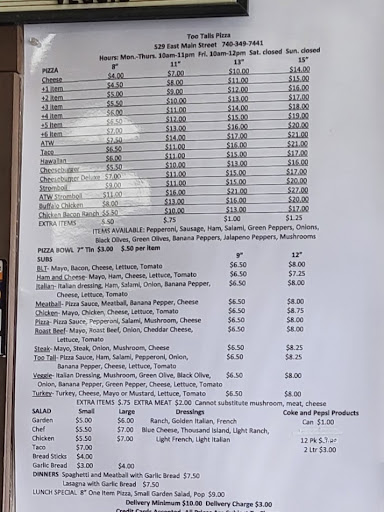 Too Talls Pizza
529 East Main Street 740-349-7441
Hours: Mon.-Thurs. 10am-11pm Fri. 10am-12pm Sat. closed Sun. closed
PIZZA 8" 11" 13" 15"
Cheese $4.00 $7.00 $10.00 $14.00
+1 item $4.50 $8.00 $11.00 $15.00
+2 item $5.00 $9.00 $12.00 $16.00
+3 item $5.50 $10.00 $13.00 $17.00
+4 item $6.00 $11.00 $14.00 $18.00
+5 item $6.50 $12.00 $15.00 $19.00
+6 item $7.00 $13.00 $16.00 $20.00
ATW $7.50 $14.00 $17.00 $21.00
Taco $6.50 $11.00 $16.00 $21.00
Hawaiian $6.00 $11.00 $15.00 $17.00
Cheeseburger $5.50 $10.00 $13.00 $16.00
Cheeseburger Deluxe $7.00 $11.00 $15.00 $17.00
Stromboli $9.00 $11.00 $15.00 $20.00
ATW Stromboli $11.00 $16.00 $21.00 $27.00
Buffalo Chicken $8.00 $13.00 $16.00 $20.00
Chicken Bacon Ranch $5.50 $10.00 $13.00 $17.00
EXTRA ITEMS $.50 $.75 $1.00 $1.25
ITEMS AVAILABLE: Pepperoni, Sausage, Ham, Salami, Green Peppers, Onions,
Black Olives, Green Olives, Banana Peppers, Jalapeno Peppers, Mushrooms
PIZZA BOWL 7" Tin $3.00 $.50 per item
SUBS 9" 12"
BLT- Mayo, Bacon, Cheese, Lettuce, Tomato $6.50 $8.00
Ham and Cheese- Mayo, Ham, Cheese, Lettuce, Tomato $6.50 $7.25
Italian- Italian dressing, Ham, Salami, Onion, Banana Pepper, $6.50 $8.00
Cheese, Lettuce, Tomato
Meatball- Pizza Sauce, Meatball, Banana Pepper, Cheese $6.50 $8.00
Chicken- Mayo, Chicken, Cheese, Lettuce, Tomato $6.50 $8.75
Pizza- Pizza Sauce, Pepperoni, Salami, Mushroom, Cheese $6.50 $8.00
Roast Beef- Mayo, Roast Beef, Onion, Cheddar Cheese, $6.50 $8.00
Lettuce, Tomato
Steak- Mayo, Steak, Onion, Mushroom, Cheese $6.50 $8.25
Too Tall- Pizza Sauce, Ham, Salami, Pepperoni, Onion, $6.50 $8.25
Banana Pepper, Cheese, Lettuce, Tomato
Veggie- Italian Dressing, Mushroom, Green Olive, Black Olive, $6.50 $8.00
Onion, Banana Pepper, Green Pepper, Cheese, Lettuce, Tomato
Turkey- Turkey, Cheese, Mayo or Mustard, Lettuce, Tomato $6.50 $8.00
EXTRA ITEMS $.75 EXTRA MEAT $2.00 Cannot substitute mushroom, meat, cheese
SALAD Small Large Dressings Coke and Pepsi Products
Garden $5.00 $6.00 Ranch, Golden Italian, French Can $1.00
Chef $5.50 $7.00 Blue Cheese, Thousand Island, Light Ranch,
Chicken $5.50 $7.00 Light French, Light Italian 12 Pk
Taco $7.00 2 Ltr $3.00
Bread Sticks $4.00
Garlic Bread $3.00 $4.00
DINNERS Spaghetti and Meatball with Garlic Bread $7.50
Lasagna with Garlic Bread $7.50
LUNCH SPECIAL 8" One Item Pizza, Small Garden Salad, Pop $9.00
Delivery Minimum $10.00 Delivery Charge $3.00